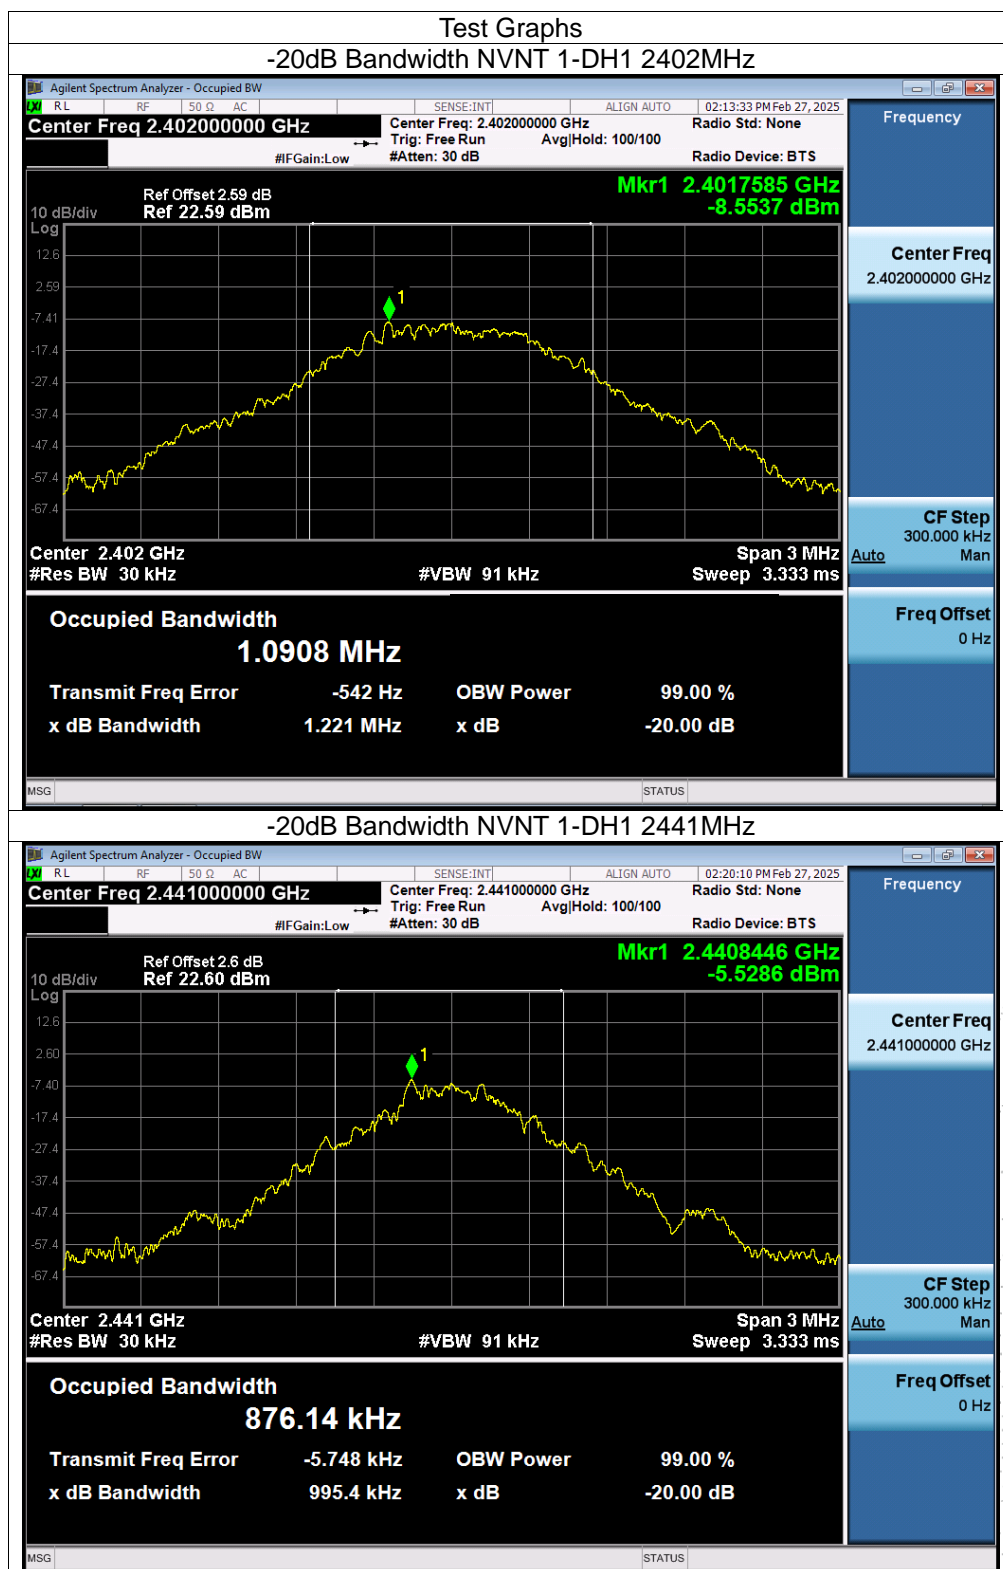 Test Graphs
-20dB Bandwidth NVNT 1-DH1 2402MHz
Agilent Spectrum Analyzer - Occupied BW
LXI RL RF 50 Ω AC SENSE:INT ALIGN AUTO 02:13:33 PM Feb 27, 2025
Center Freq 2.402000000 GHz
Center Freq: 2.402000000 GHz
Radio Std: None
Trig: Free Run Avg|Hold: 100/100
#IFGain:Low #Atten: 30 dB Radio Device: BTS
Frequency
Mkr1 2.4017585 GHz
-8.5537 dBm
Ref Offset 2.59 dB
10 dB/div Ref 22.59 dBm
Log
12.6
2.59
-7.41
-17.4
-27.4
-37.4
-47.4
-57.4
-67.4
1
Center 2.402 GHz Span 3 MHz
#Res BW 30 kHz #VBW 91 kHz Sweep 3.333 ms
Center Freq
2.402000000 GHz
CF Step
300.000 kHz
Auto Man
Freq Offset
0 Hz
Occupied Bandwidth
1.0908 MHz
Transmit Freq Error -542 Hz OBW Power 99.00 %
x dB Bandwidth 1.221 MHz x dB -20.00 dB
MSG STATUS
-20dB Bandwidth NVNT 1-DH1 2441MHz
Agilent Spectrum Analyzer - Occupied BW
LXI RL RF 50 Ω AC SENSE:INT ALIGN AUTO 02:20:10 PM Feb 27, 2025
Center Freq 2.441000000 GHz
Center Freq: 2.441000000 GHz
Radio Std: None
Trig: Free Run Avg|Hold: 100/100
#IFGain:Low #Atten: 30 dB Radio Device: BTS
Frequency
Mkr1 2.4408446 GHz
-5.5286 dBm
Ref Offset 2.6 dB
10 dB/div Ref 22.60 dBm
Log
12.6
2.60
-7.40
-17.4
-27.4
-37.4
-47.4
-57.4
-67.4
1
Center 2.441 GHz Span 3 MHz
#Res BW 30 kHz #VBW 91 kHz Sweep 3.333 ms
Center Freq
2.441000000 GHz
CF Step
300.000 kHz
Auto Man
Freq Offset
0 Hz
Occupied Bandwidth
876.14 kHz
Transmit Freq Error -5.748 kHz OBW Power 99.00 %
x dB Bandwidth 995.4 kHz x dB -20.00 dB
MSG STATUS